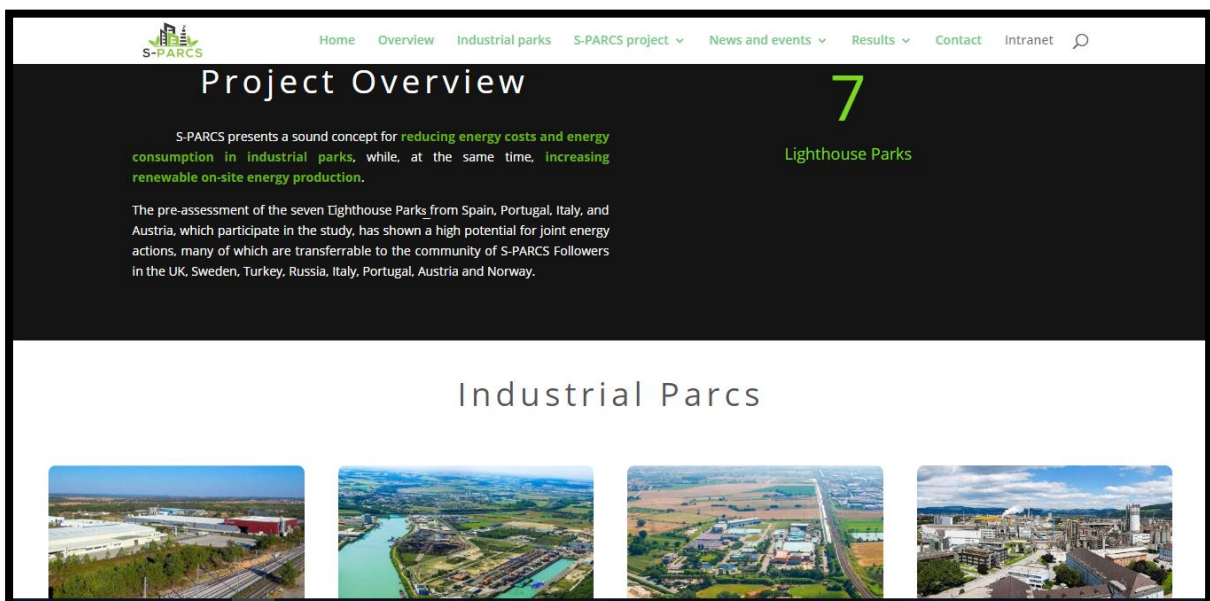 S-PARCS
Home Overview Industrial parks S-PARCS project News and events Results Contact Intranet
Project Overview
S-PARCS presents a sound concept for reducing energy costs and energy
consumption in industrial parks, while, at the same time, increasing
renewable on-site energy production.
The pre-assessment of the seven Lighthouse Parks from Spain, Portugal, Italy, and
Austria, which participate in the study, has shown a high potential for joint energy
actions, many of which are transferrable to the community of S-PARCS Followers
in the UK, Sweden, Turkey, Russia, Italy, Portugal, Austria and Norway.
7
Lighthouse Parks
Industrial Parcs